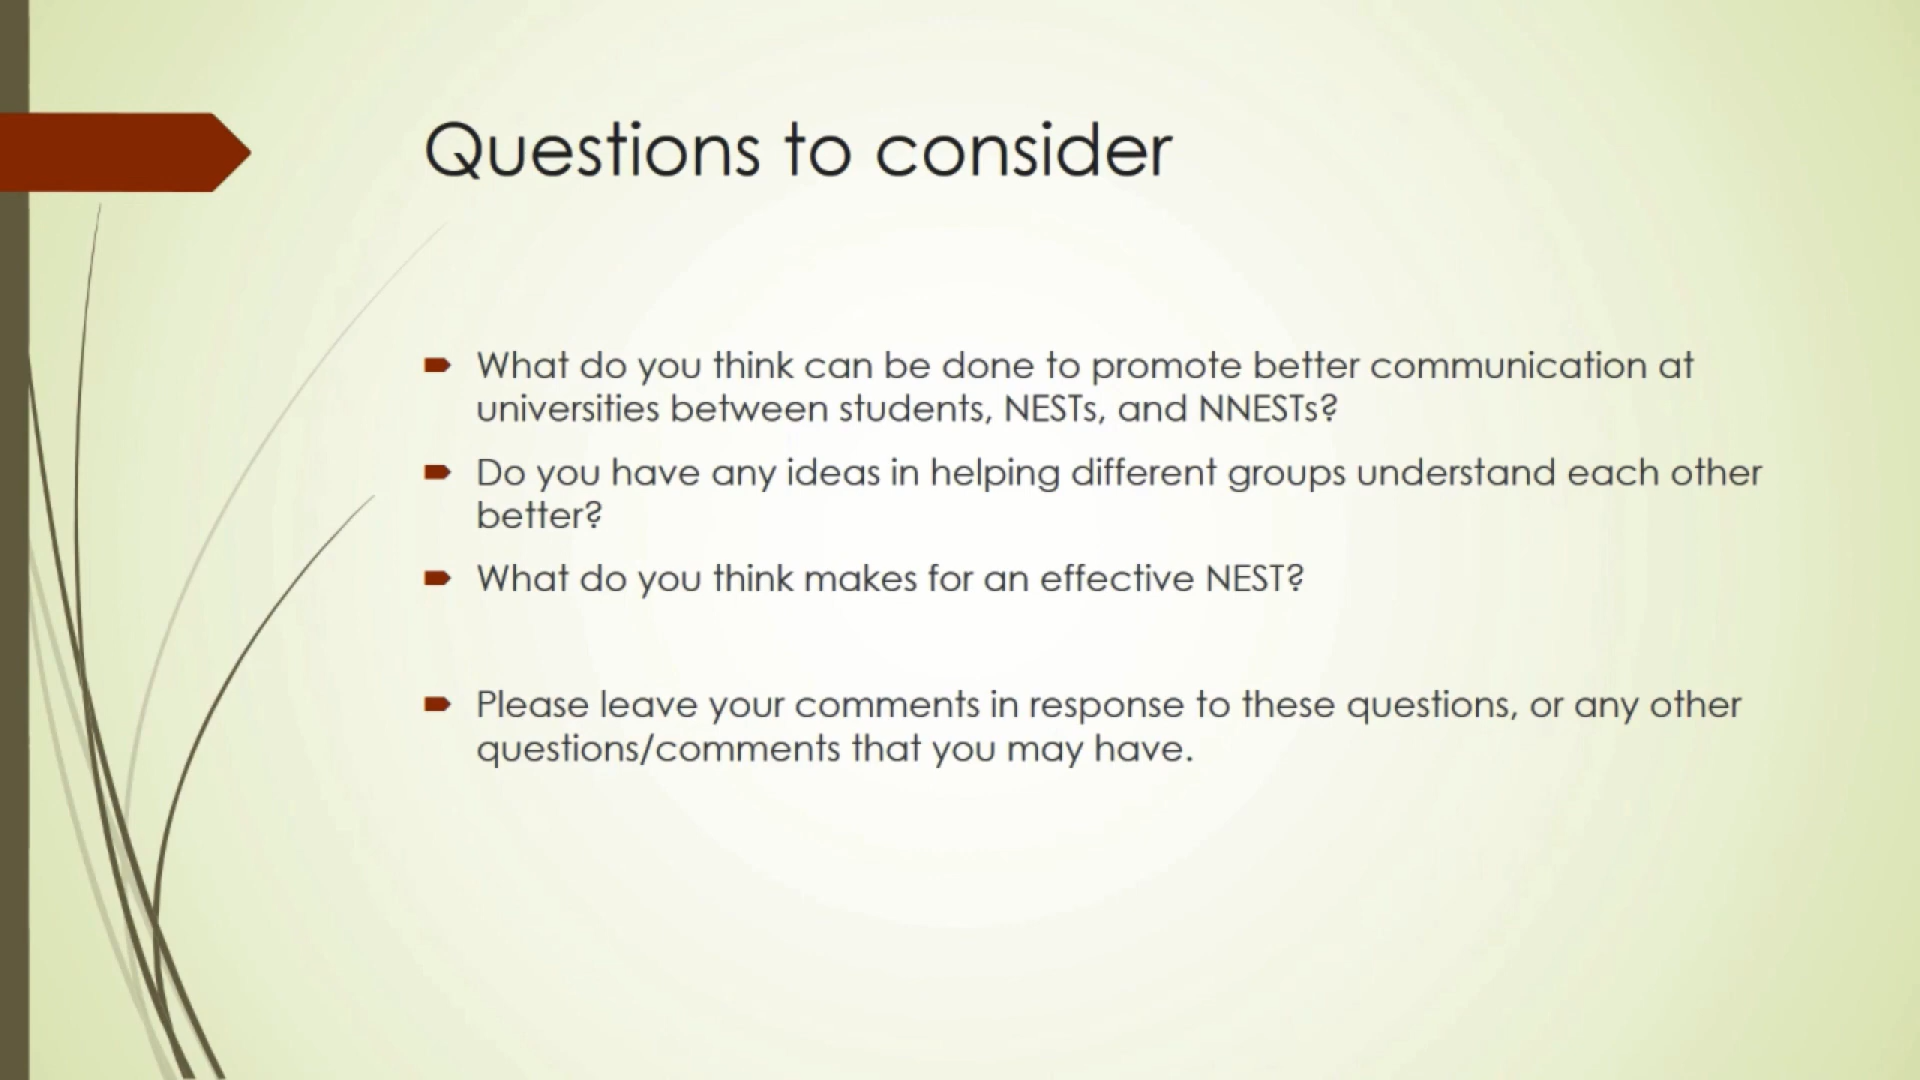 Questions to consider
What do you think can be done to promote better communication at
universities between students, NESTs, and NNESTs?
Do you have any ideas in helping different groups understand each other
better?
What do you think makes for an effective NEST?
Please leave your comments in response to these questions, or any other
questions/comments that you may have.